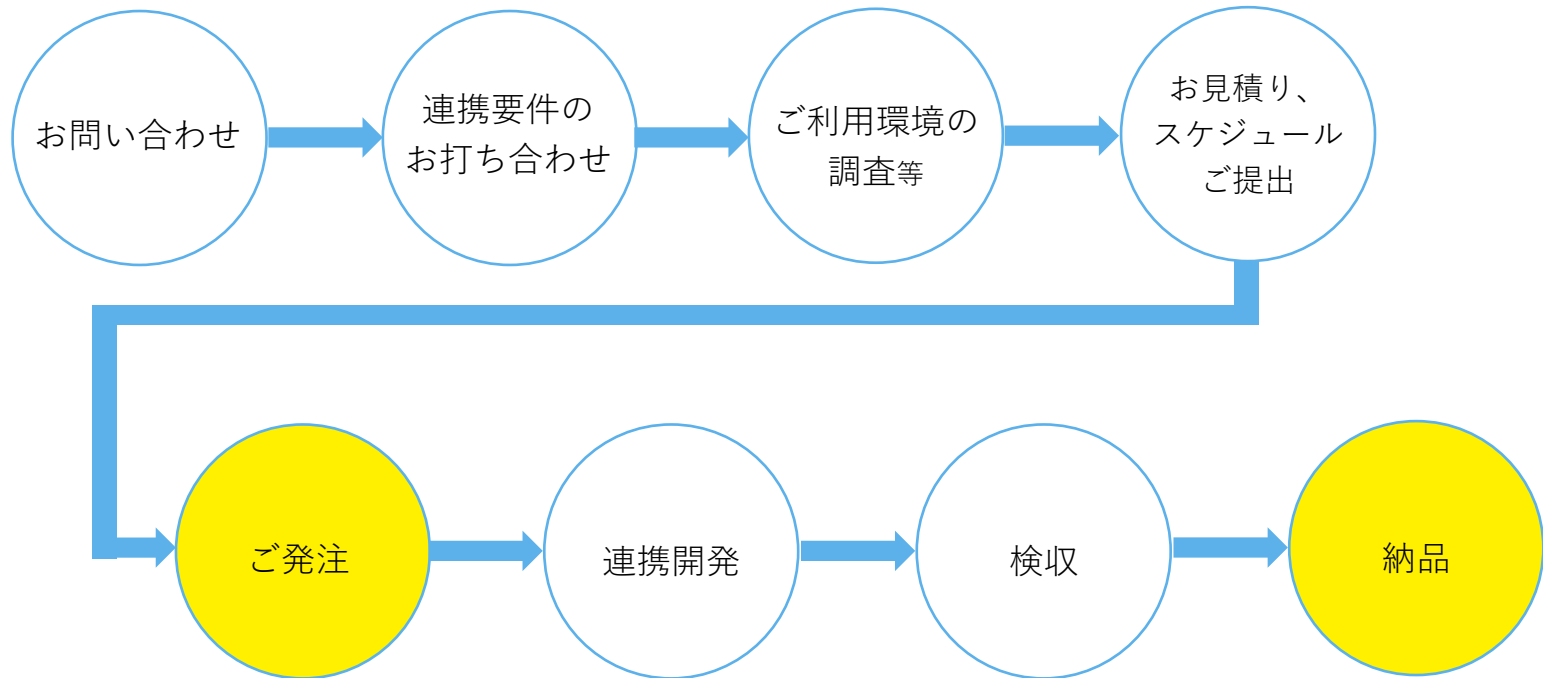 お問い合わせ
連携要件の
お打ち合わせ
ご利用環境の
調査等
お見積り、
スケジュール
ご提出
ご発注
連携開発
検収
納品